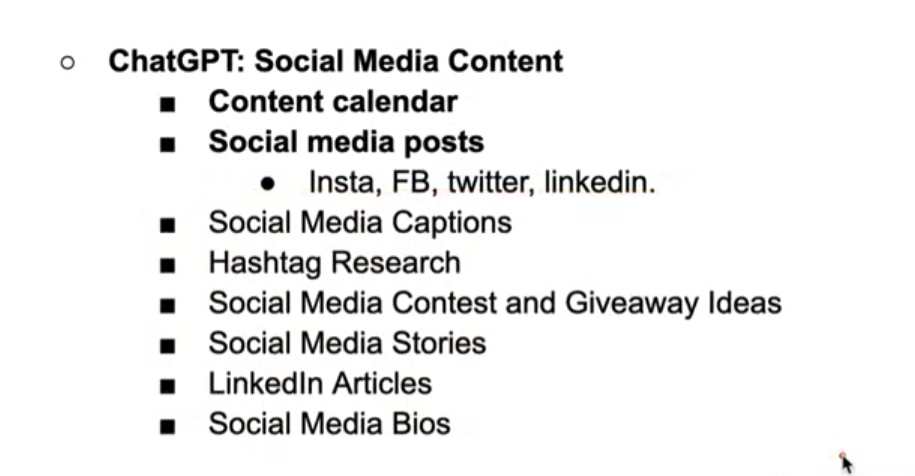 ChatGPT: Social Media Content
Content calendar
Social media posts
Insta, FB, twitter, linkedin.
Social Media Captions
Hashtag Research
Social Media Contest and Giveaway Ideas
Social Media Stories
LinkedIn Articles
Social Media Bios